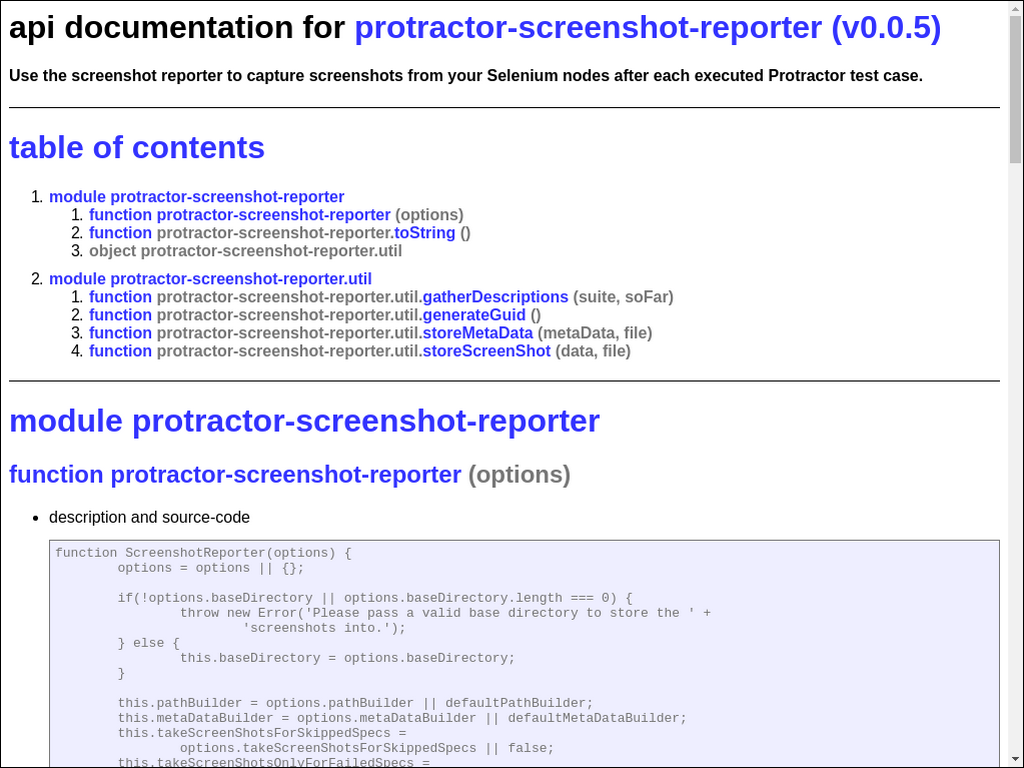 api documentation for protractor-screenshot-reporter (v0.0.5)
Use the screenshot reporter to capture screenshots from your Selenium nodes after each executed Protractor test case.
table of contents
1. module protractor-screenshot-reporter
1. function protractor-screenshot-reporter (options)
2. function protractor-screenshot-reporter.toString ()
3. object protractor-screenshot-reporter.util
2. module protractor-screenshot-reporter.util
1. function protractor-screenshot-reporter.util.gatherDescriptions (suite, soFar)
2. function protractor-screenshot-reporter.util.generateGuid ()
3. function protractor-screenshot-reporter.util.storeMetaData (metaData, file)
4. function protractor-screenshot-reporter.util.storeScreenShot (data, file)
module protractor-screenshot-reporter
function protractor-screenshot-reporter (options)
• description and source-code
function ScreenshotReporter(options) {
options = options || {};
if(!options.baseDirectory || options.baseDirectory.length === 0) {
throw new Error('Please pass a valid base directory to store the ' +
'screenshots into.');
} else {
this.baseDirectory = options.baseDirectory;
}
this.pathBuilder = options.pathBuilder || defaultPathBuilder;
this.metaDataBuilder = options.metaDataBuilder || defaultMetaDataBuilder;
this.takeScreenShotsForSkippedSpecs =
options.takeScreenShotsForSkippedSpecs || false;
this.takeScreenShotsOnlyForFailedSpecs =